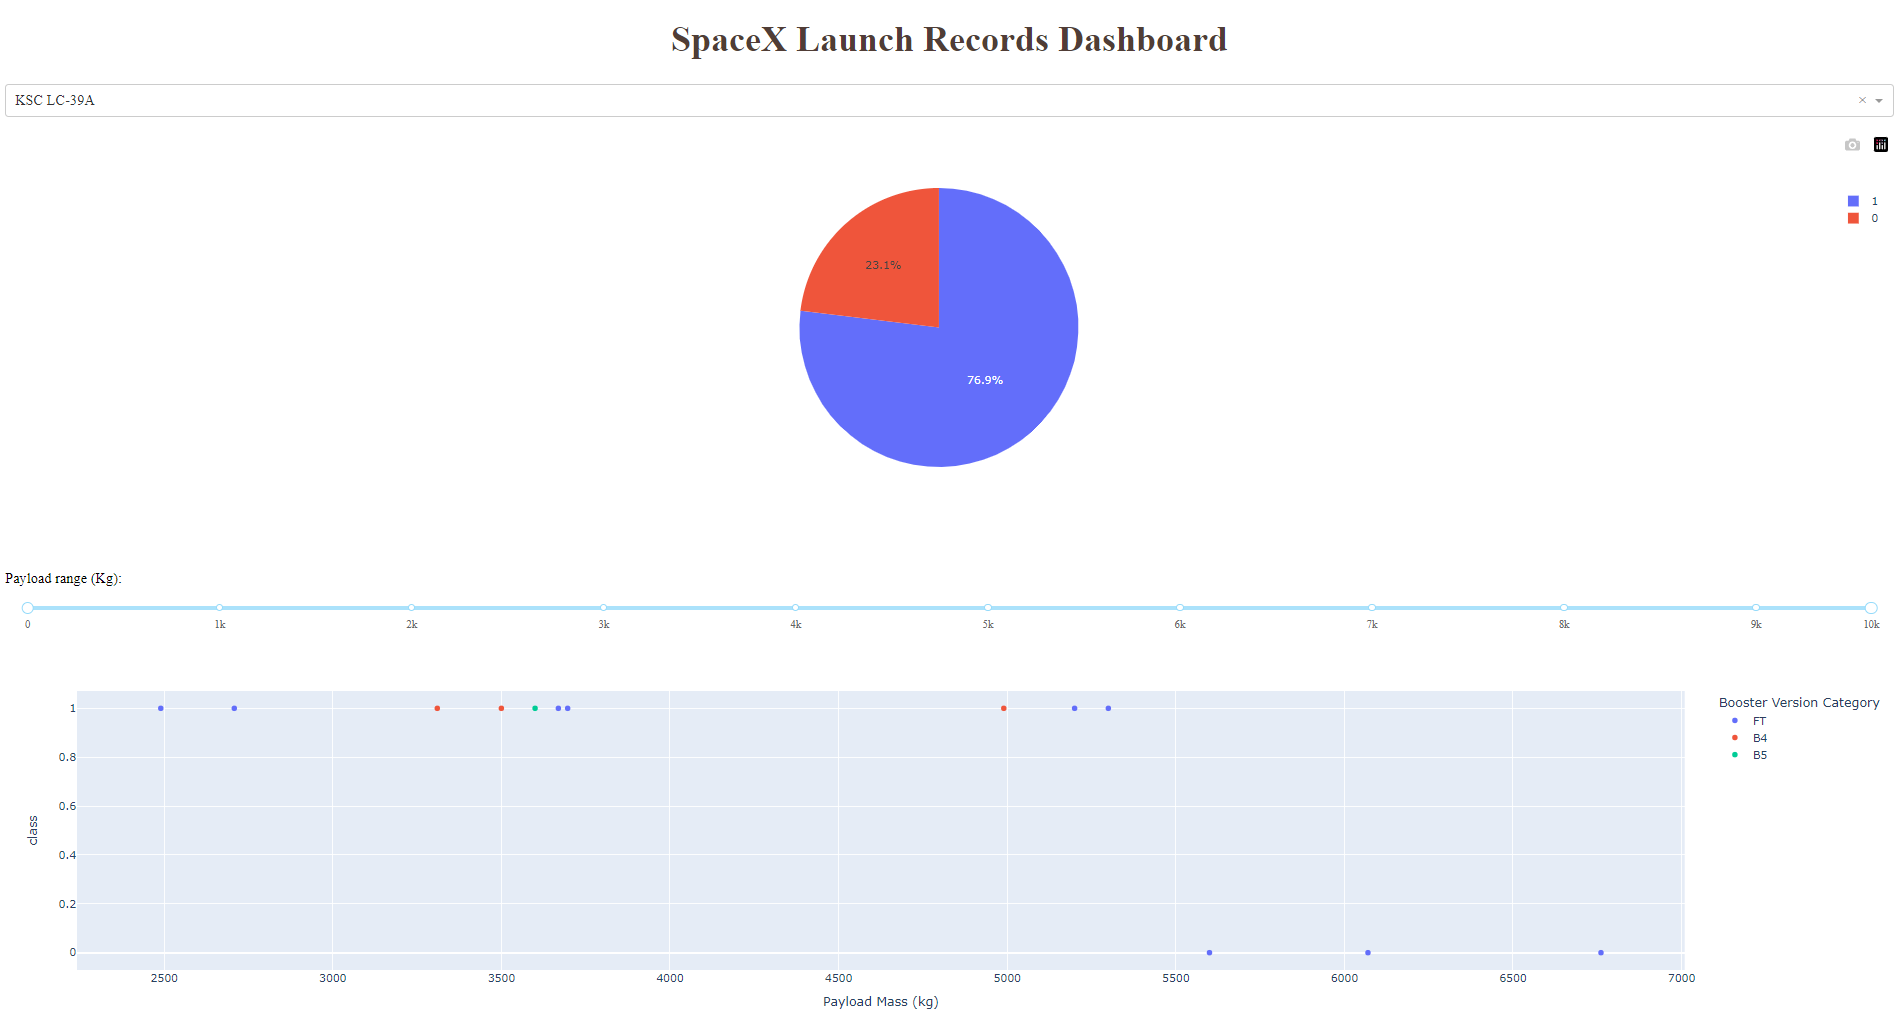 SpaceX Launch Records Dashboard
KSC LC-39A
×
1
0
23.1%
76.9%
Payload range (Kg):
0 1k 2k 3k 4k 5k 6k 7k 8k 9k 10k
Booster Version Category
FT
B4
B5
1
0.8
0.6
0.4
0.2
0
class
2500 3000 3500 4000 4500 5000 5500 6000 6500 7000
Payload Mass (kg)